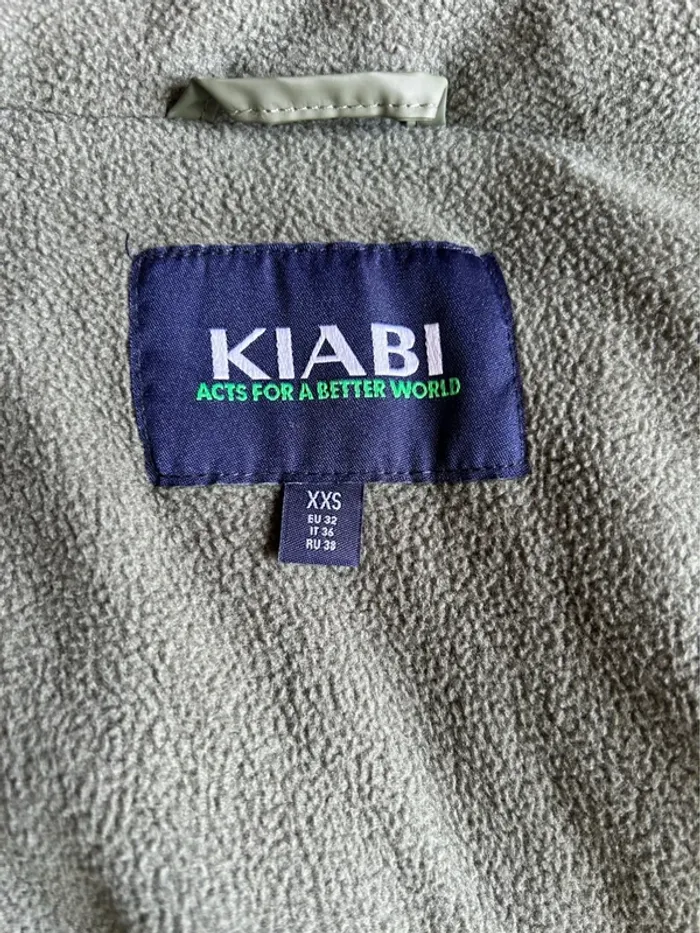 KIABI
ACTS FOR A BETTER WORLD
XXS
EU 32
IT 36
RU 38